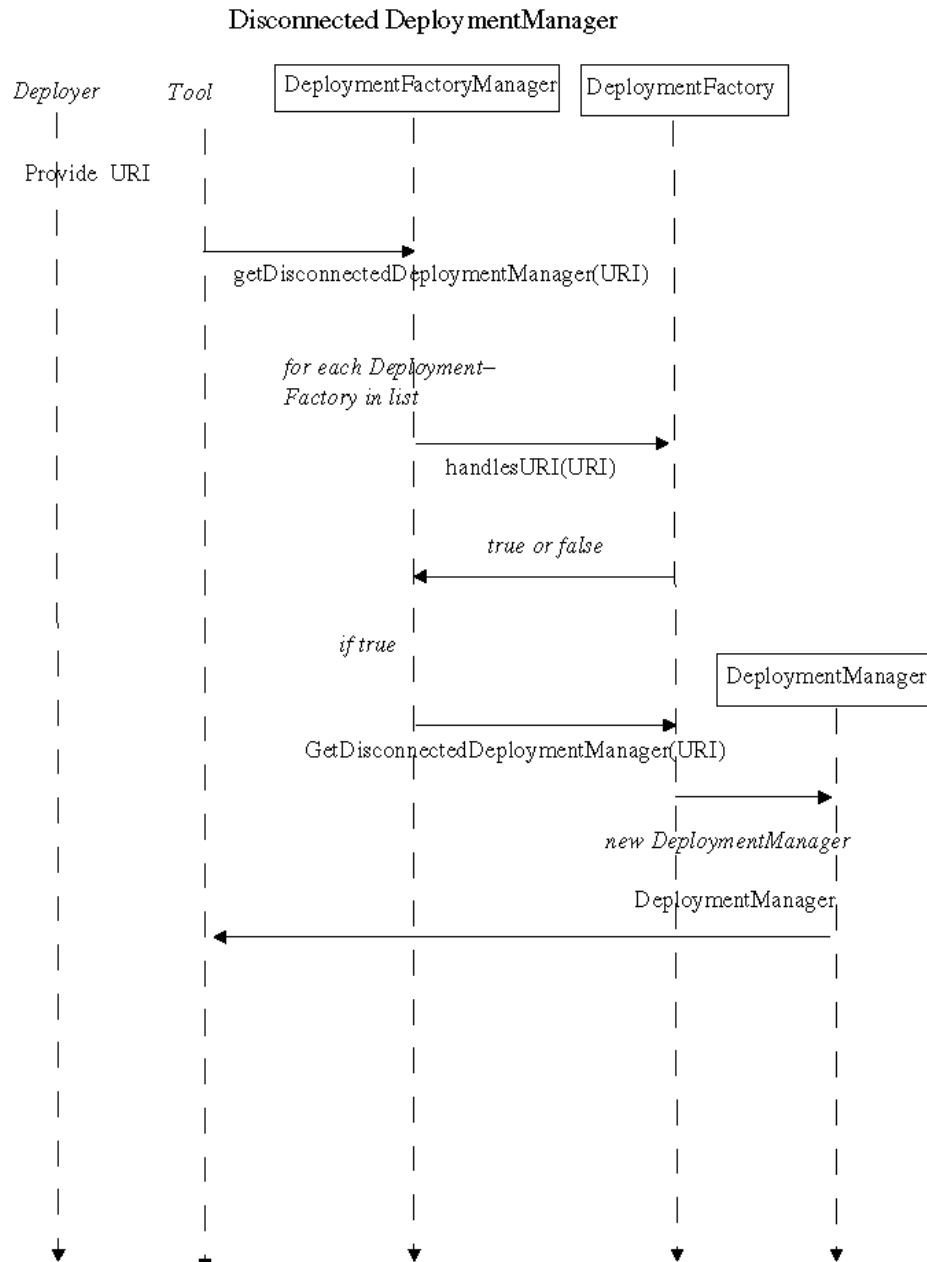 Disconnected DeploymentManager
Deployer
Tool
DeploymentFactoryManager
DeploymentFactory
Provide URI
getDisconnectedDeploymentManager(URI)
for each Deployment–
Factory in list
handlesURI(URI)
true or false
if true
DeploymentManager
GetDisconnectedDeploymentManager(URI)
new DeploymentManager
DeploymentManager